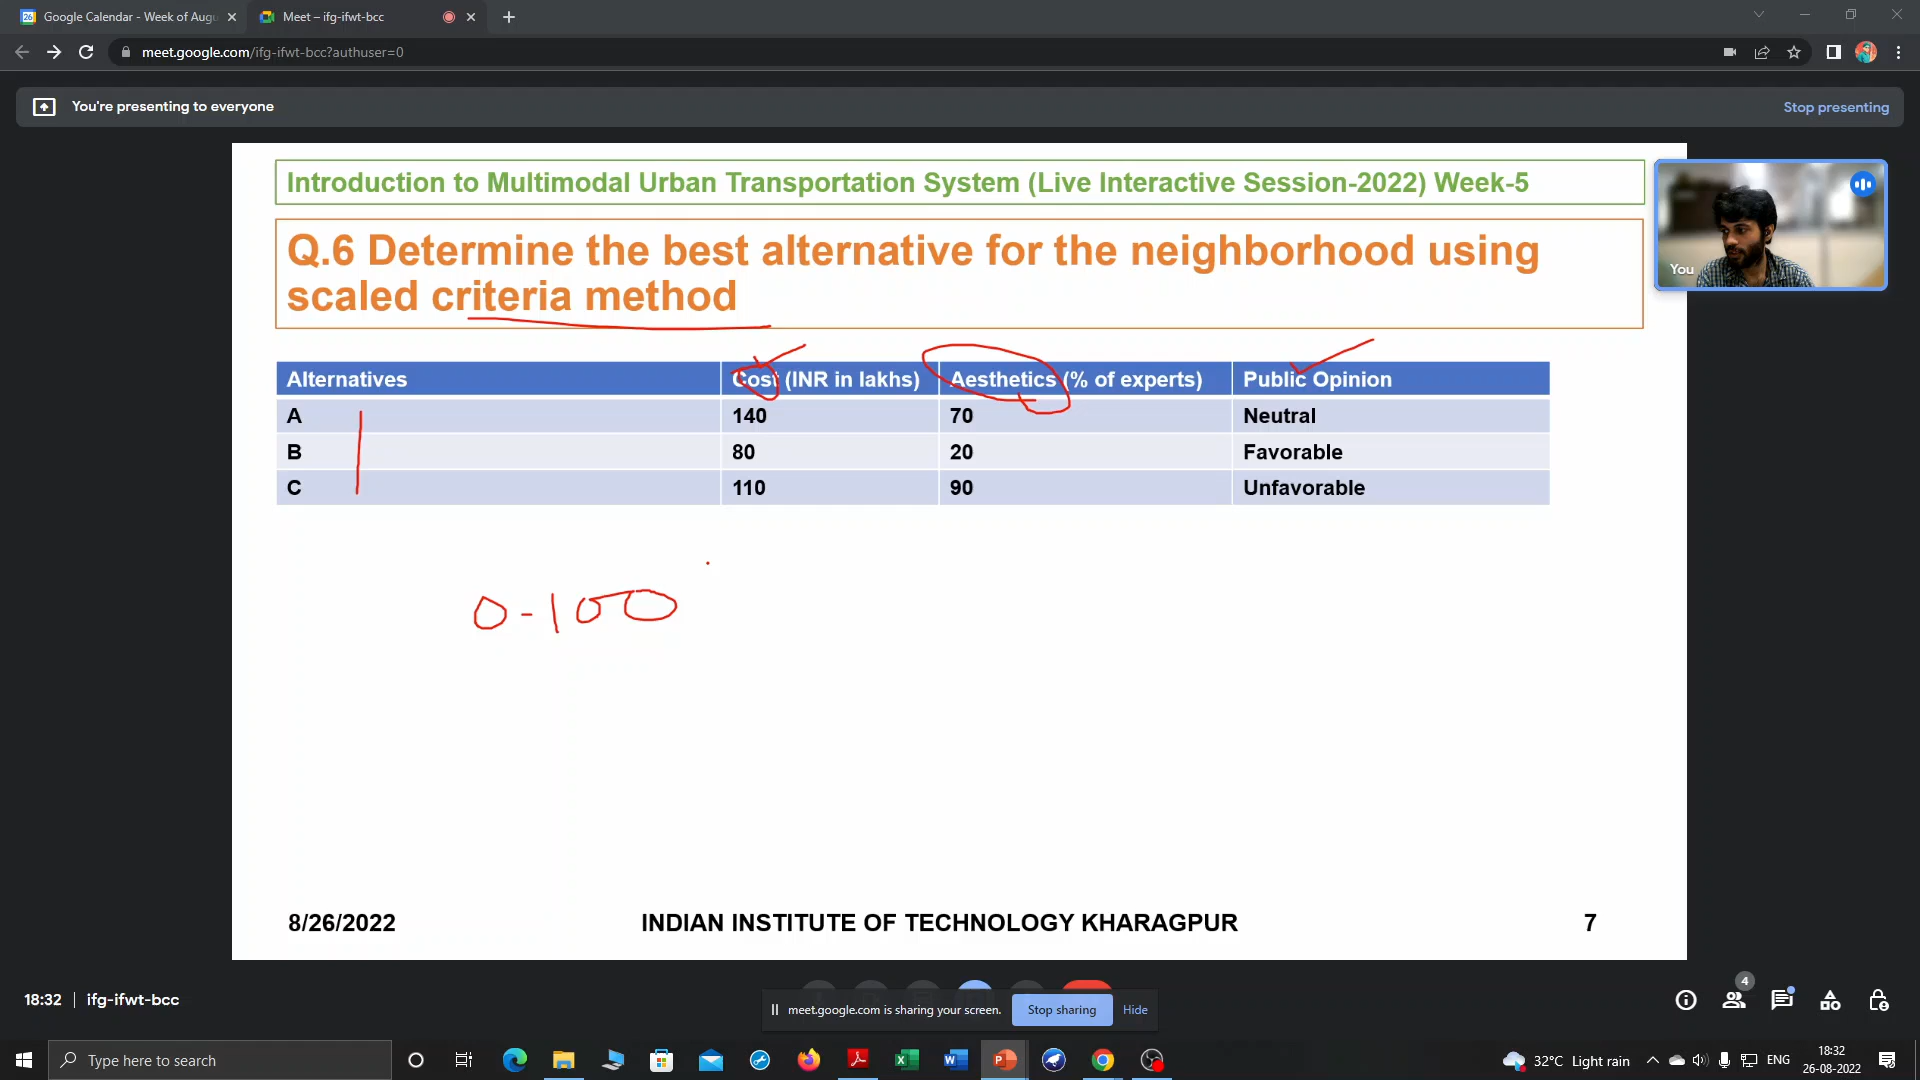 Google Calendar - Week of Augu
Meet – ifg-ifwt-bcc
meet.google.com/ifg-ifwt-bcc?authuser=0
You're presenting to everyone
Stop presenting
Introduction to Multimodal Urban Transportation System (Live Interactive Session-2022) Week-5
Q.6 Determine the best alternative for the neighborhood using
scaled criteria method
You
Alternatives Cost (INR in lakhs) Aesthetics (% of experts) Public Opinion
A 140 70 Neutral
B 80 20 Favorable
C 110 90 Unfavorable
0-100
8/26/2022 INDIAN INSTITUTE OF TECHNOLOGY KHARAGPUR 7
18:32 ifg-ifwt-bcc
meet.google.com is sharing your screen. Stop sharing Hide
4
Type here to search
32°C Light rain
ENG
18:32
26-08-2022